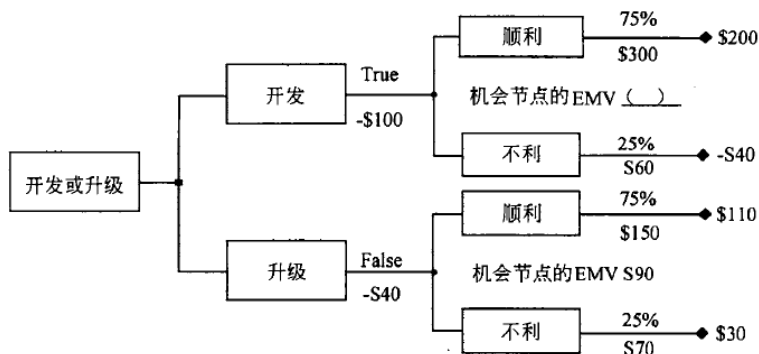 75%
顺利
$200
$300
True
开发
机会节点的EMV ( )
-$100
25%
不利
-S40
S60
开发或升级
75%
顺利
$110
$150
False
升级
机会节点的EMV S90
-S40
25%
不利
$30
S70